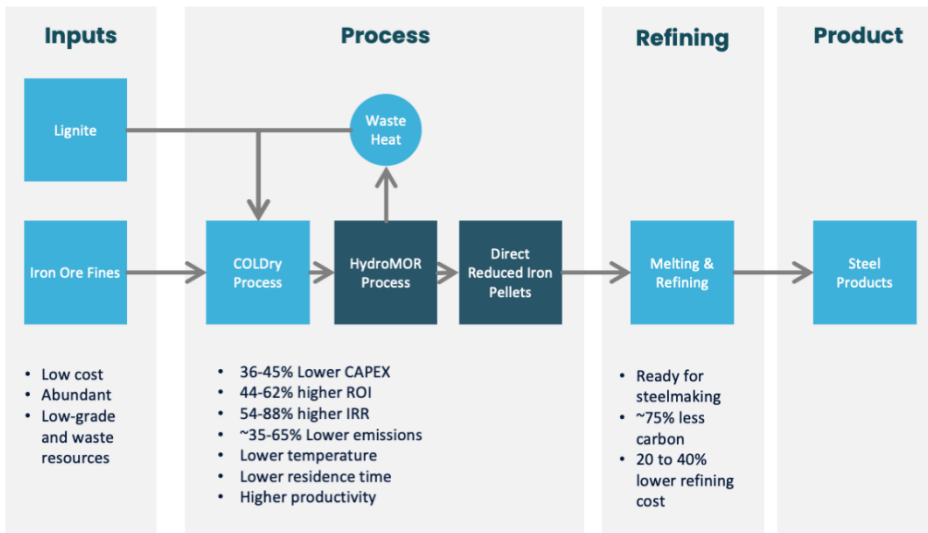 Inputs
Process
Refining
Product
Lignite
Waste
Heat
Iron Ore Fines
COLDry
Process
HydroMOR
Process
Direct
Reduced Iron
Pellets
Melting &
Refining
Steel
Products
• Low cost
• Abundant
• Low-grade
and waste
resources
• 36-45% Lower CAPEX
• 44-62% higher ROI
• 54-88% higher IRR
• ~35-65% Lower emissions
• Lower temperature
• Lower residence time
• Higher productivity
• Ready for
steelmaking
• ~75% less
carbon
• 20 to 40%
lower refining
cost